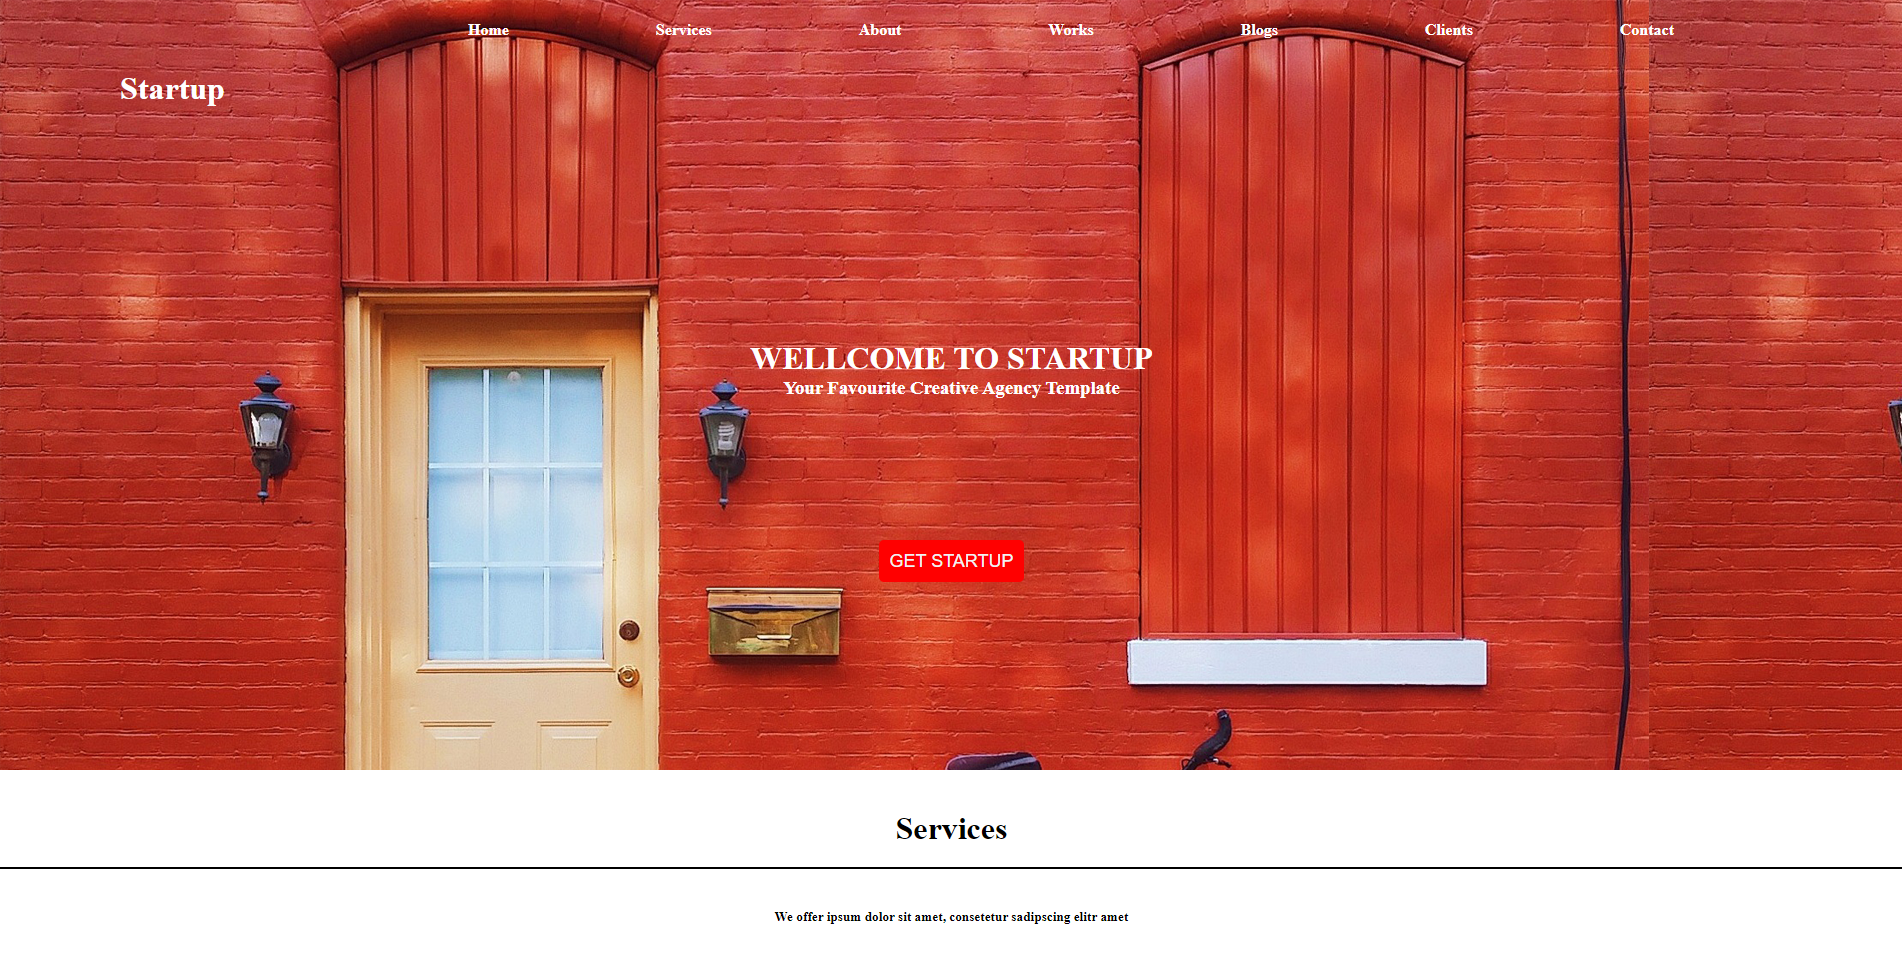 Home Services About Works Blogs Clients Contact
Startup
WELLCOME TO STARTUP
Your Favourite Creative Agency Template
GET STARTUP
Services
We offer ipsum dolor sit amet, consetetur sadipscing elitr amet